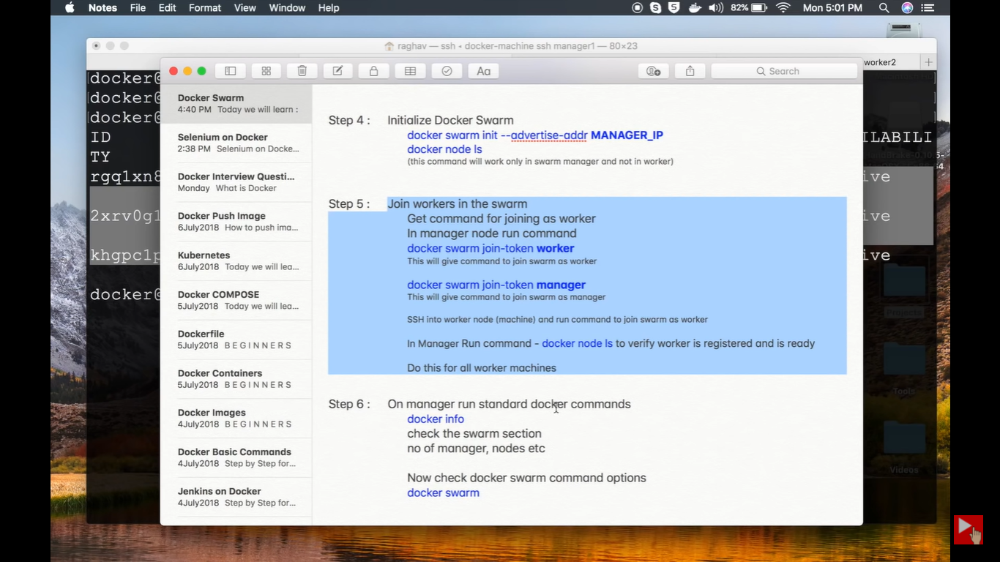 Notes File Edit Format View Window Help
82% Mon 5:01 PM
raghav — ssh • docker-machine ssh manager1 — 80×23
worker2
docker@
docker@
docker@
ID
ILABILI
TY
rgq1xn8
ive
2xrv0g1
ive
khgpc1p
ive
docker@
Aa
Search
Docker Swarm
4:40 PM Today we will learn :
Selenium on Docker
2:38 PM Selenium on Docke...
Docker Interview Questi...
Monday What is Docker
Docker Push Image
6July2018 How to push ima...
Kubernetes
6July2018 Today we will lea...
Docker COMPOSE
5July2018 Today we will lea...
Dockerfile
5July2018 B E G I N N E R S
Docker Containers
5July2018 B E G I N N E R S
Docker Images
4July2018 B E G I N N E R S
Docker Basic Commands
4July2018 Step by Step for...
Jenkins on Docker
4July2018 Step by Step for...
Step 4 : Initialize Docker Swarm
docker swarm init --advertise-addr MANAGER_IP
docker node ls
(this command will work only in swarm manager and not in worker)
Step 5 : Join workers in the swarm
Get command for joining as worker
In manager node run command
docker swarm join-token worker
This will give command to join swarm as worker
docker swarm join-token manager
This will give command to join swarm as manager
SSH into worker node (machine) and run command to join swarm as worker
In Manager Run command - docker node ls to verify worker is registered and is ready
Do this for all worker machines
Step 6 : On manager run standard docker commands
docker info
check the swarm section
no of manager, nodes etc
Now check docker swarm command options
docker swarm
Projects
Tools
Videos